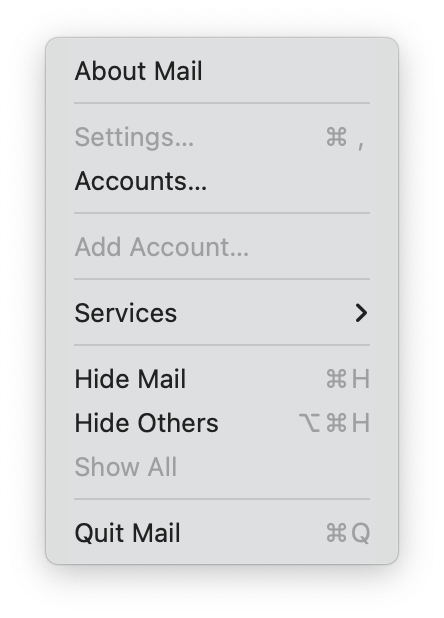 About Mail
Settings... ⌘ ,
Accounts...
Add Account...
Services
Hide Mail ⌘H
Hide Others ⌥⌘H
Show All
Quit Mail ⌘Q